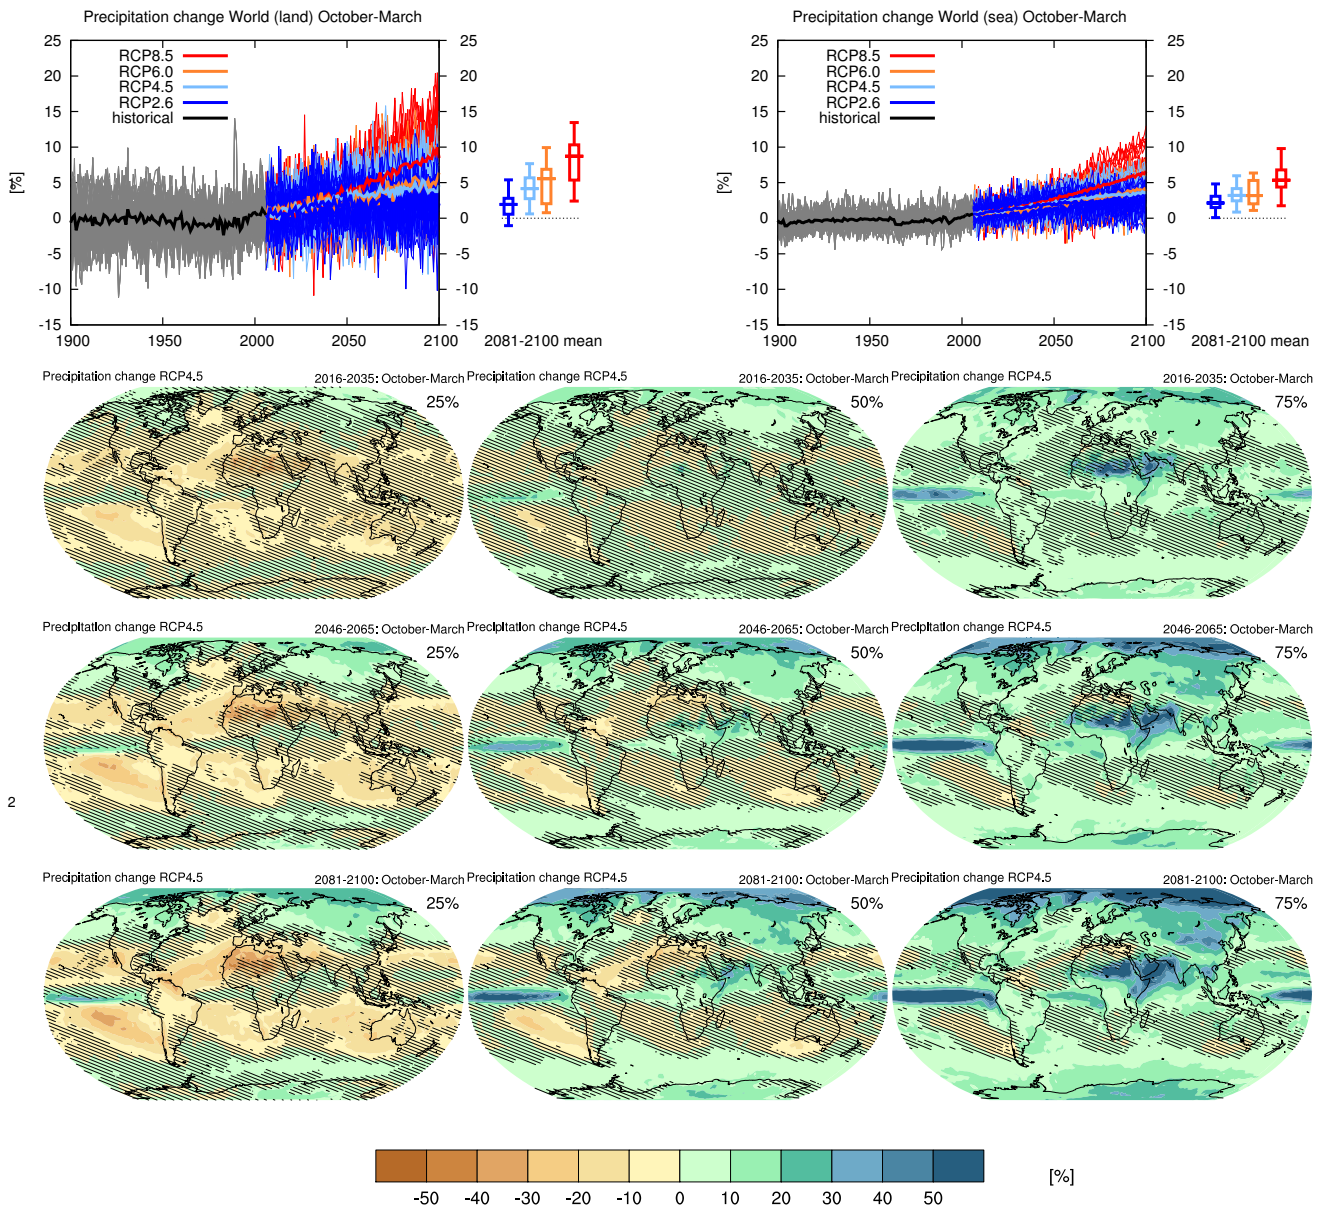 Precipitation change World (land) October-March
Precipitation change World (sea) October-March
25
20
15
10
5
0
-5
-10
-15
[%]
RCP8.5
RCP6.0
RCP4.5
RCP2.6
historical
25
20
15
10
5
0
-5
-10
-15
1900
1950
2000
2050
2100
2081-2100 mean
25
20
15
10
5
0
-5
-10
-15
[%]
RCP8.5
RCP6.0
RCP4.5
RCP2.6
historical
25
20
15
10
5
0
-5
-10
-15
1900
1950
2000
2050
2100
2081-2100 mean
Precipitation change RCP4.5
2016-2035: October-March
25%
Precipitation change RCP4.5
2016-2035: October-March
50%
Precipitation change RCP4.5
2016-2035: October-March
75%
Precipitation change RCP4.5
2046-2065: October-March
25%
Precipitation change RCP4.5
2046-2065: October-March
50%
Precipitation change RCP4.5
2046-2065: October-March
75%
2
Precipitation change RCP4.5
2081-2100: October-March
25%
Precipitation change RCP4.5
2081-2100: October-March
50%
Precipitation change RCP4.5
2081-2100: October-March
75%
-50 -40 -30 -20 -10 0 10 20 30 40 50
[%]